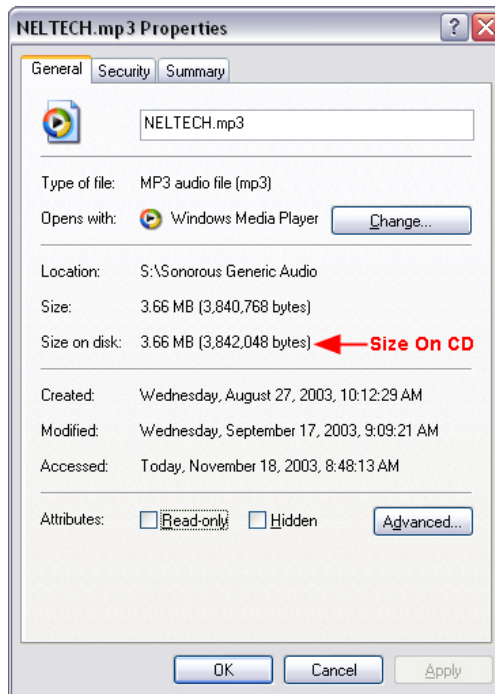 NELTECH.mp3 Properties
General Security Summary
NELTECH.mp3
Type of file: MP3 audio file (mp3)
Opens with: Windows Media Player Change...
Location: S:\Sonorous Generic Audio
Size: 3.66 MB (3,840,768 bytes)
Size on disk: 3.66 MB (3,842,048 bytes) Size On CD
Created: Wednesday, August 27, 2003, 10:12:29 AM
Modified: Wednesday, September 17, 2003, 9:09:21 AM
Accessed: Today, November 18, 2003, 8:48:13 AM
Attributes: Read-only Hidden Advanced...
OK Cancel Apply